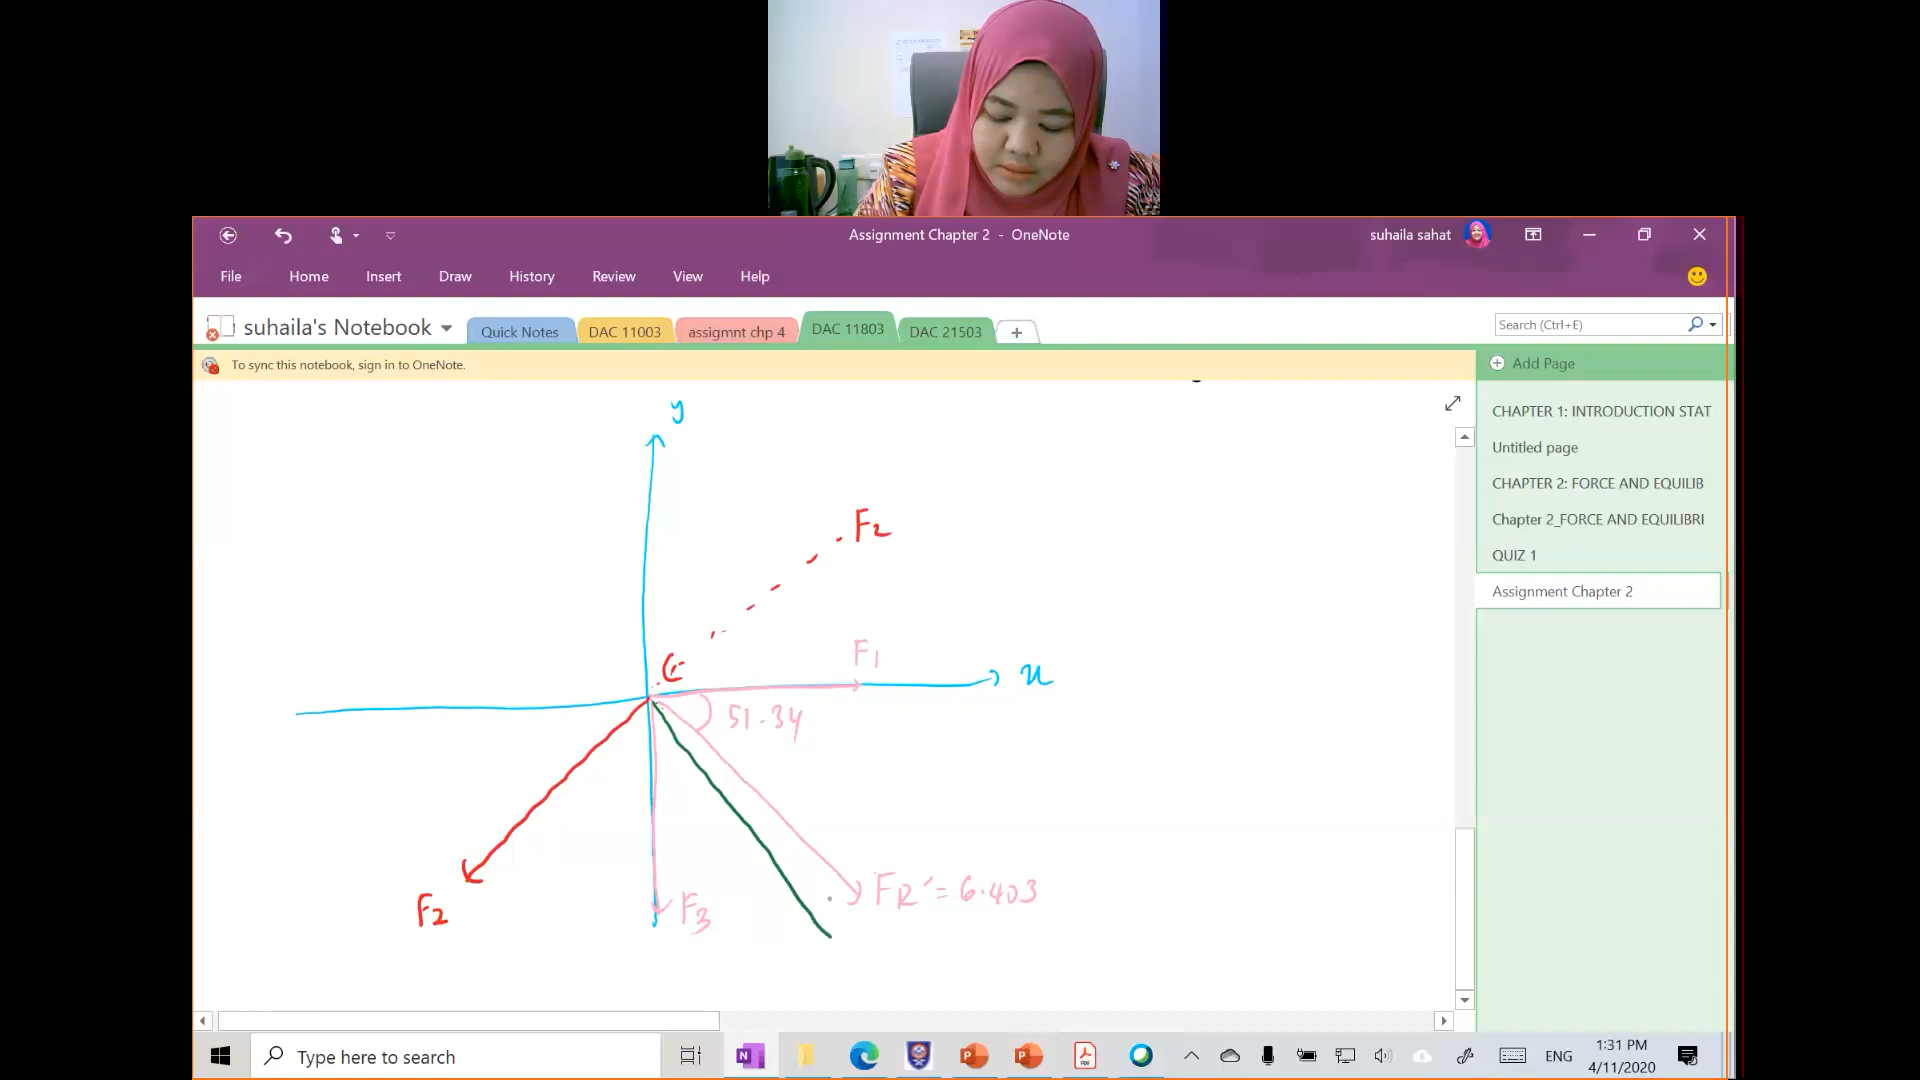 Assignment Chapter 2 - OneNote
suhaila sahat
File Home Insert Draw History Review View Help
suhaila's Notebook
Quick Notes
DAC 11003
assigmnt chp 4
DAC 11803
DAC 21503
Search (Ctrl+E)
To sync this notebook, sign in to OneNote.
Add Page
CHAPTER 1: INTRODUCTION STAT
Untitled page
CHAPTER 2: FORCE AND EQUILIB
Chapter 2_FORCE AND EQUILIBRI
QUIZ 1
Assignment Chapter 2
y
F2
F1
x
51.34
FR' = 6.403
F2
F3
Type here to search
ENG
1:31 PM
4/11/2020